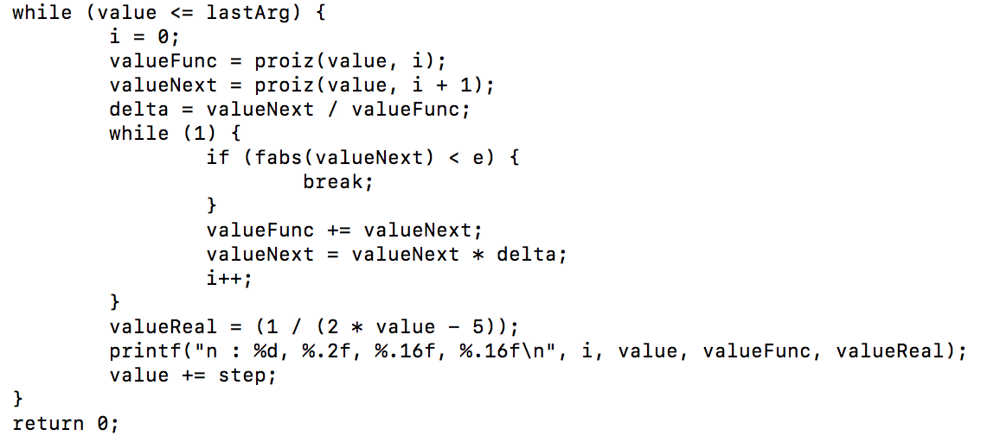 while (value <= lastArg) {
        i = 0;
        valueFunc = proiz(value, i);
        valueNext = proiz(value, i + 1);
        delta = valueNext / valueFunc;
        while (1) {
                if (fabs(valueNext) < e) {
                        break;
                }
                valueFunc += valueNext;
                valueNext = valueNext * delta;
                i++;
        }
        valueReal = (1 / (2 * value - 5));
        printf("n : %d, %.2f, %.16f, %.16f\n", i, value, valueFunc, valueReal);
        value += step;
}
return 0;